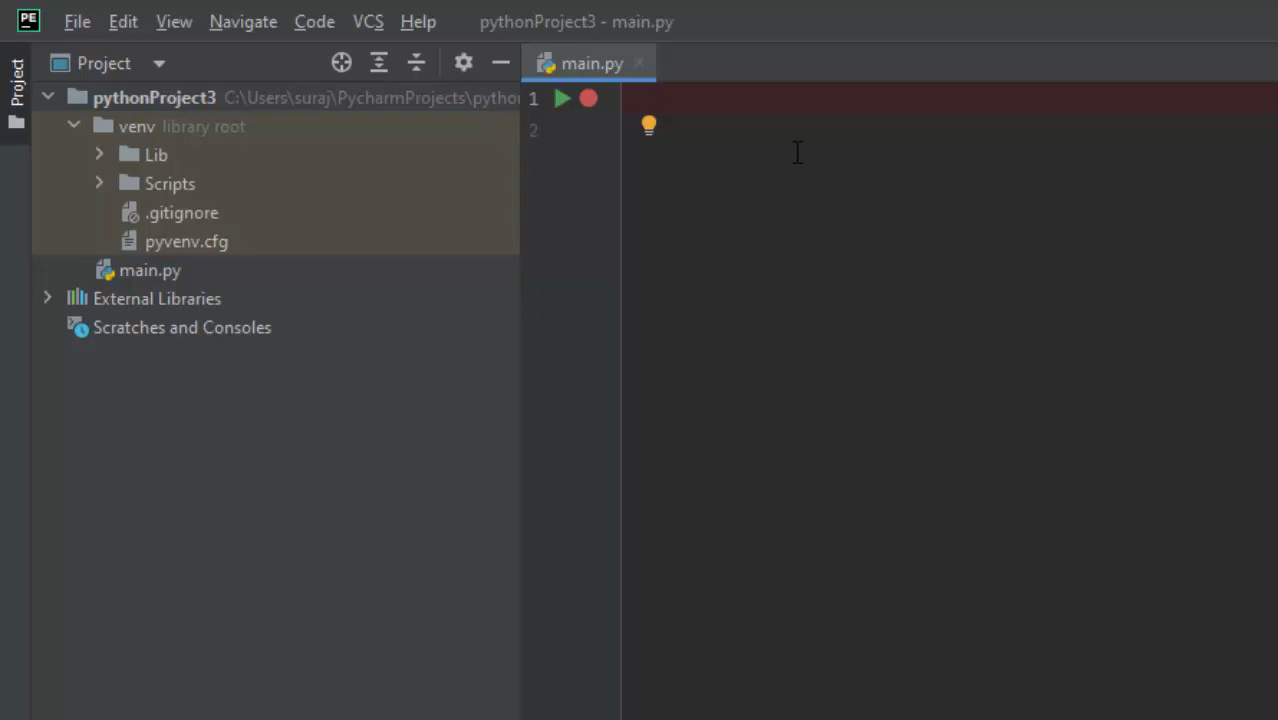 PE File Edit View Navigate Code VCS Help pythonProject3 - main.py
Project
Project
main.py
pythonProject3 C:\Users\suraj\PycharmProjects\pytho
venv library root
Lib
Scripts
.gitignore
pyvenv.cfg
main.py
External Libraries
Scratches and Consoles
1
2